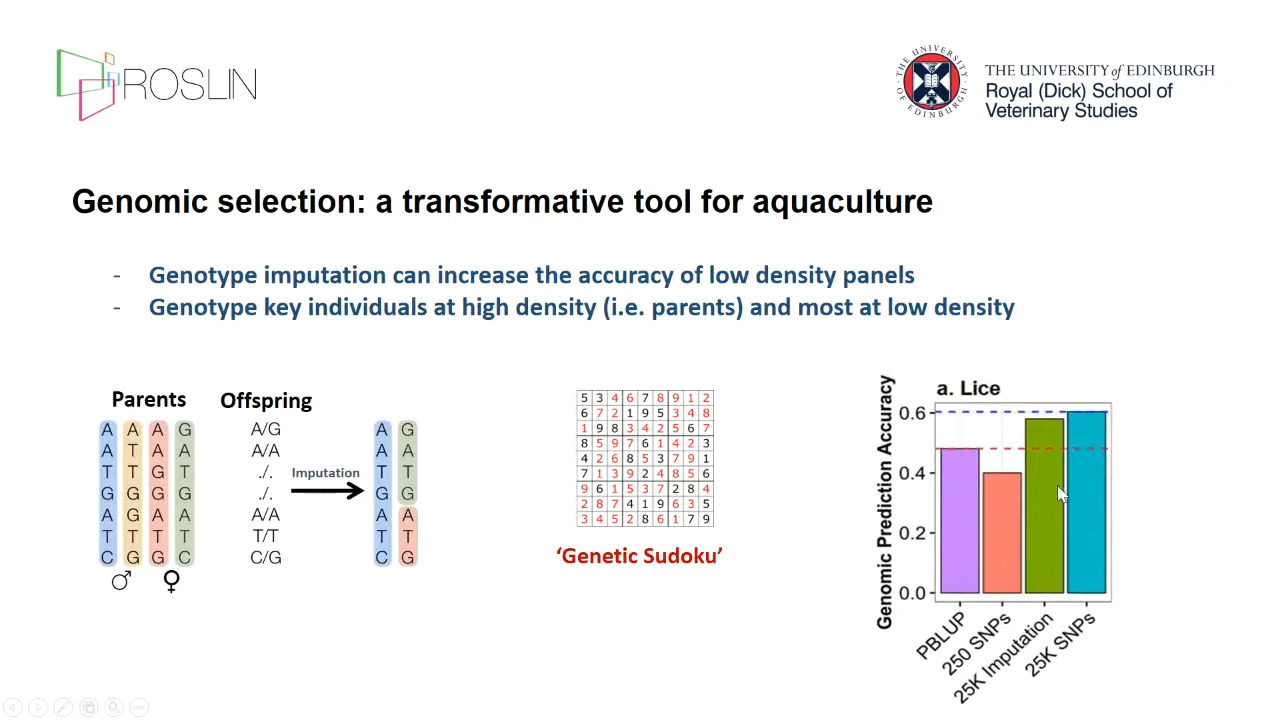 ROSLIN
THE UNIVERSITY of EDINBURGH
THE UNIVERSITY of EDINBURGH
Royal (Dick) School of
Veterinary Studies
Genomic selection: a transformative tool for aquaculture
- Genotype imputation can increase the accuracy of low density panels
- Genotype key individuals at high density (i.e. parents) and most at low density
Parents Offspring
A A A G A/G A G
A T A A A/A A A
T T G T ./. T T
G G G G ./. G G
A G A A A/A A A
T T T T T/T T T
C G G C C/G C G
♂ ♀
Imputation
5 3 4 6 7 8 9 1 2
6 7 2 1 9 5 3 4 8
1 9 8 3 4 2 5 6 7
8 5 9 7 6 1 4 2 3
4 2 6 8 5 3 7 9 1
7 1 3 9 2 4 8 5 6
9 6 1 5 3 7 2 8 4
2 8 7 4 1 9 6 3 5
3 4 5 2 8 6 1 7 9
‘Genetic Sudoku’
a. Lice
Genomic Prediction Accuracy
0.6
0.4
0.2
0.0
PBLUP
250 SNPs
25K Imputation
25K SNPs